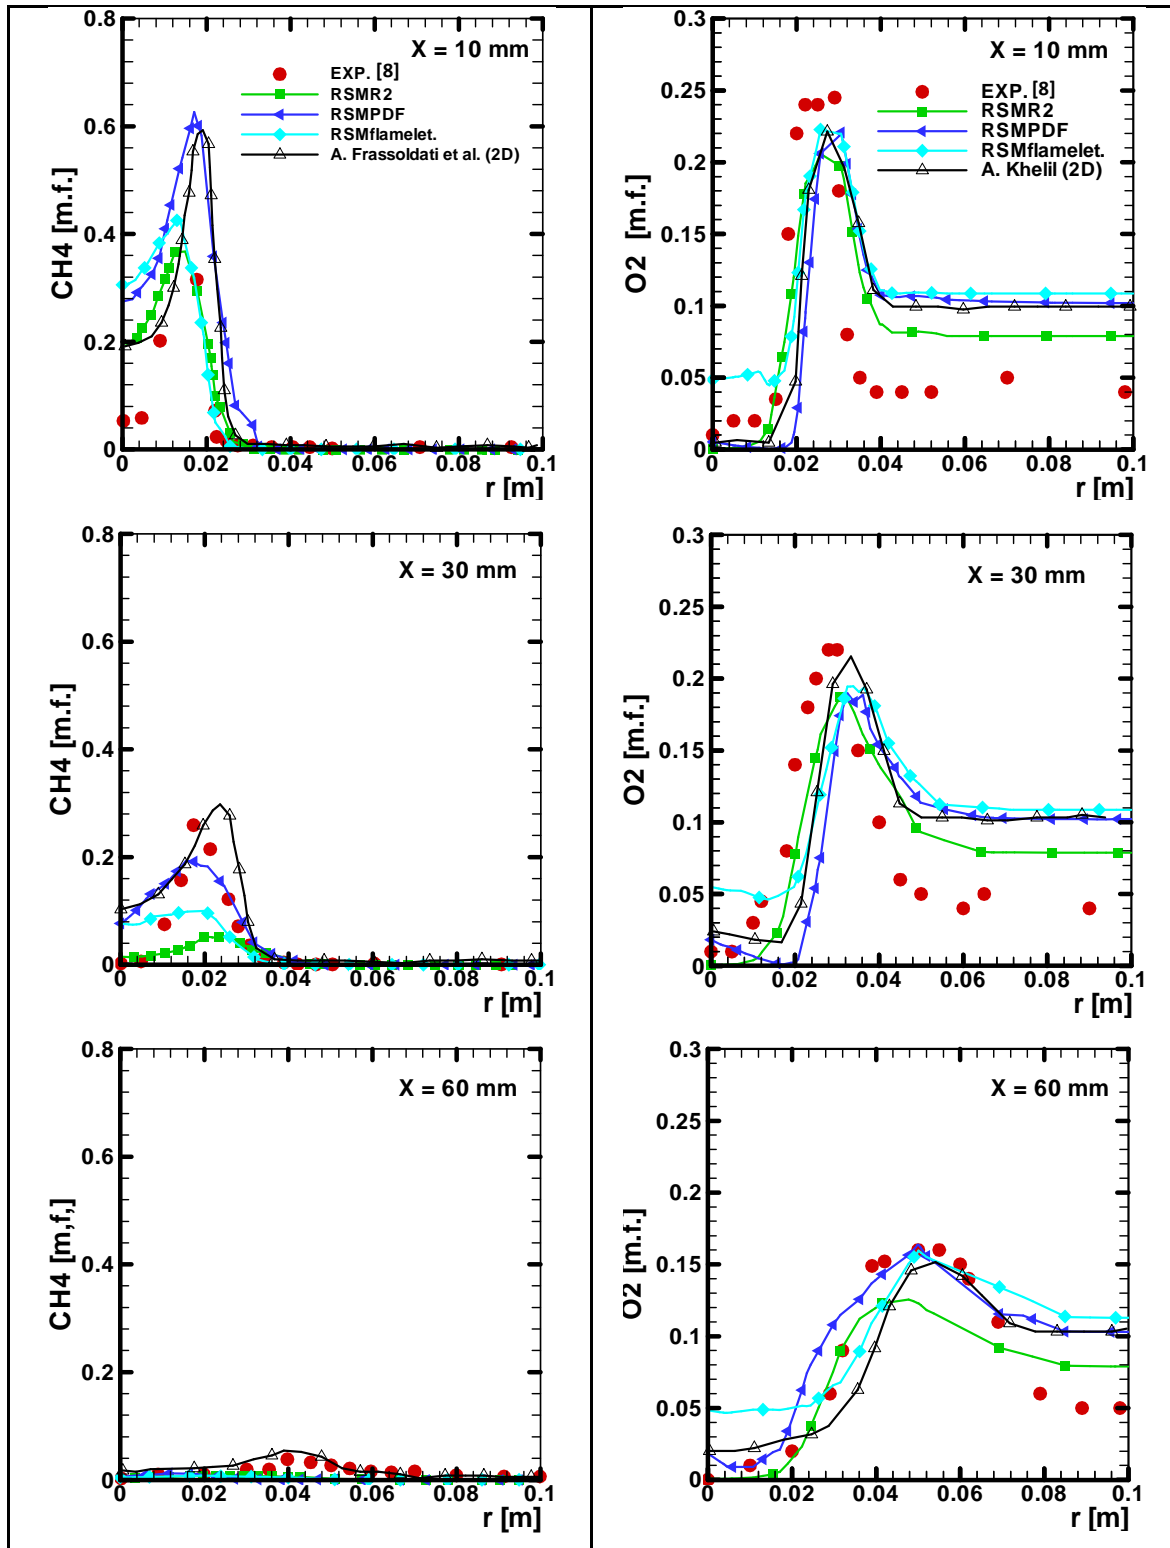 0.8
X = 10 mm
EXP. [8]
RSMR2
RSMPDF
RSMflamelet.
A. Frassoldati et al. (2D)
0.6
0.4
0.2
0
CH4 [m.f.]
0 0.02 0.04 0.06 0.08 0.1
r [m]
0.3
X = 10 mm
EXP. [8]
RSMR2
RSMPDF
RSMflamelet.
A. Khelil (2D)
0.25
0.2
0.15
0.1
0.05
0
O2 [m.f.]
0 0.02 0.04 0.06 0.08 0.1
r [m]
0.8
X = 30 mm
0.6
0.4
0.2
0
CH4 [m.f.]
0 0.02 0.04 0.06 0.08 0.1
r [m]
0.3
X = 30 mm
0.25
0.2
0.15
0.1
0.05
0
O2 [m.f.]
0 0.02 0.04 0.06 0.08 0.1
r [m]
0.8
X = 60 mm
0.6
0.4
0.2
0
CH4 [m,f,]
0 0.02 0.04 0.06 0.08 0.1
r [m]
0.3
X = 60 mm
0.25
0.2
0.15
0.1
0.05
0
O2 [m.f.]
0 0.02 0.04 0.06 0.08 0.1
r [m]